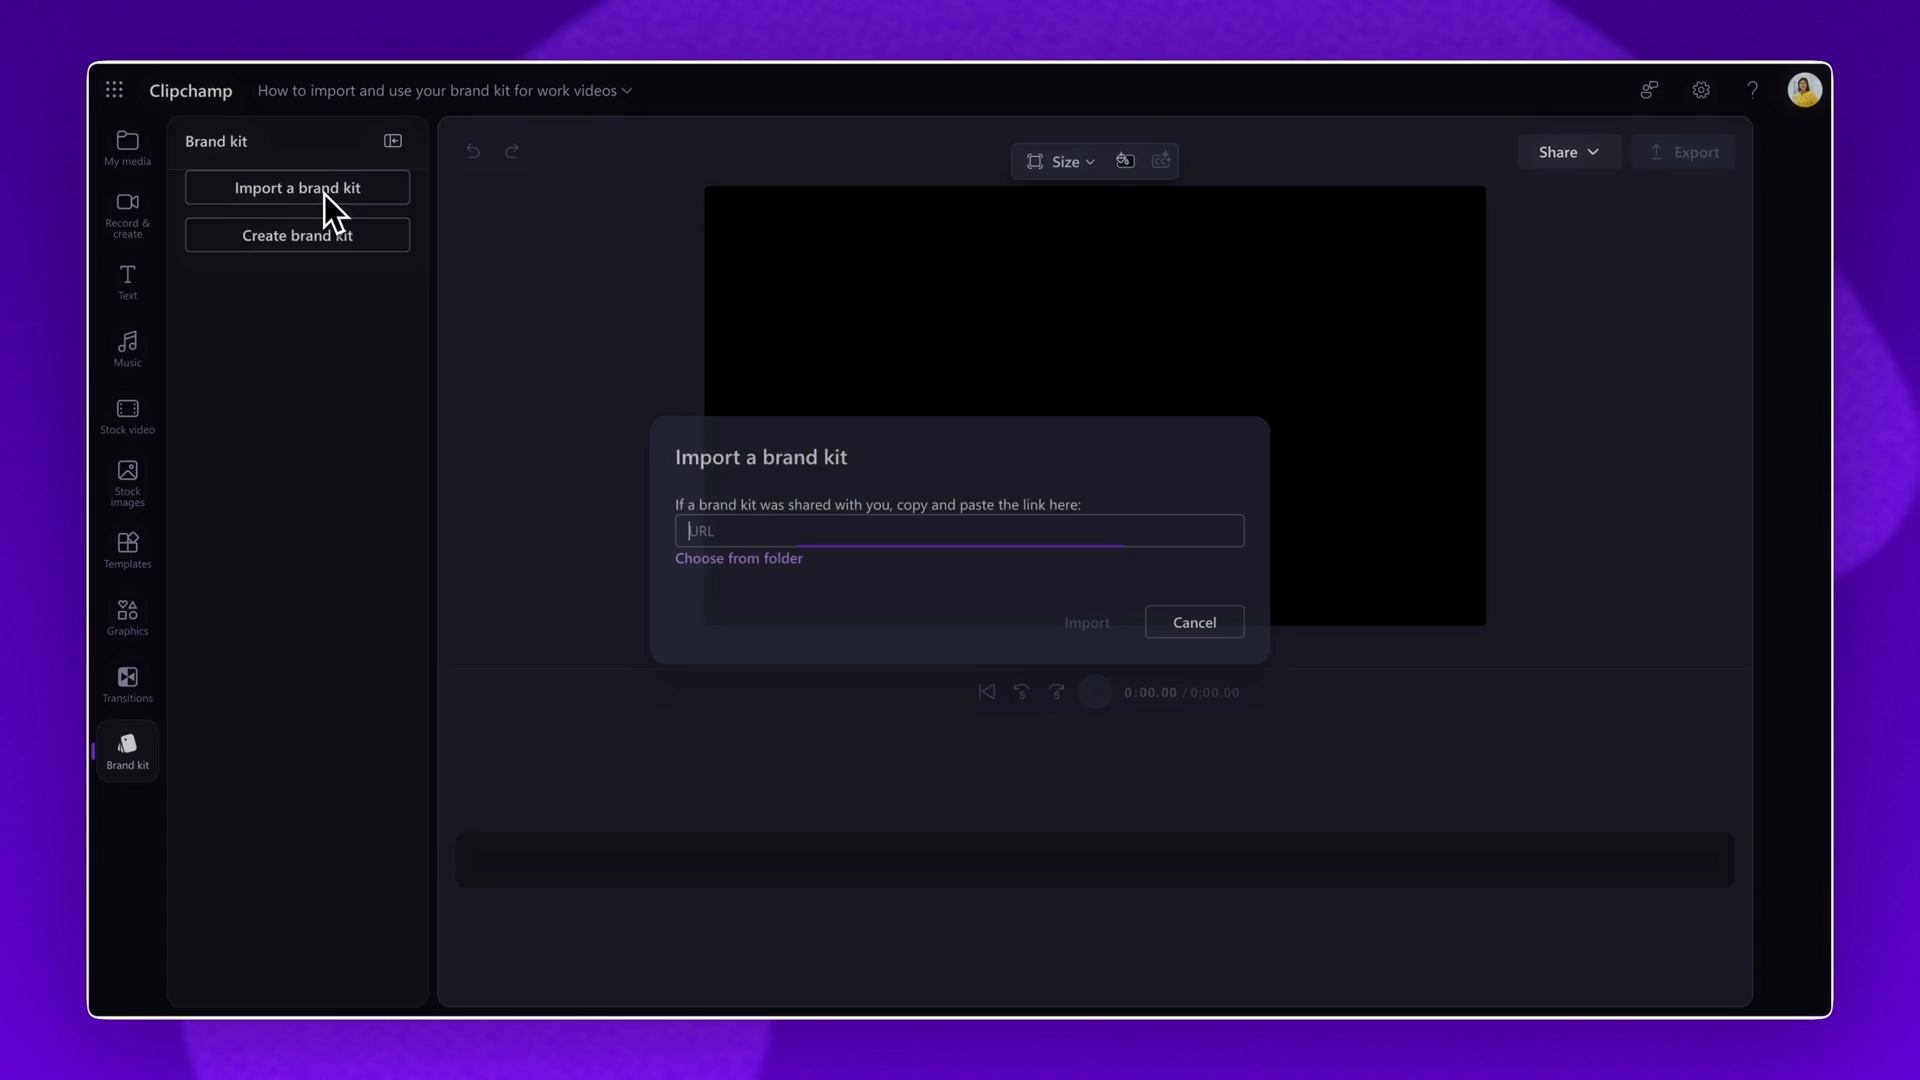 Clipchamp
How to import and use your brand kit for work videos
Brand kit
Import a brand kit
Create brand kit
My media
Record &
create
Text
Music
Stock video
Stock
images
Templates
Graphics
Transitions
Brand kit
Size
CC
Share
Export
Import a brand kit
If a brand kit was shared with you, copy and paste the link here:
URL
Choose from folder
Import
Cancel
5
5
0:00.00 / 0:00.00